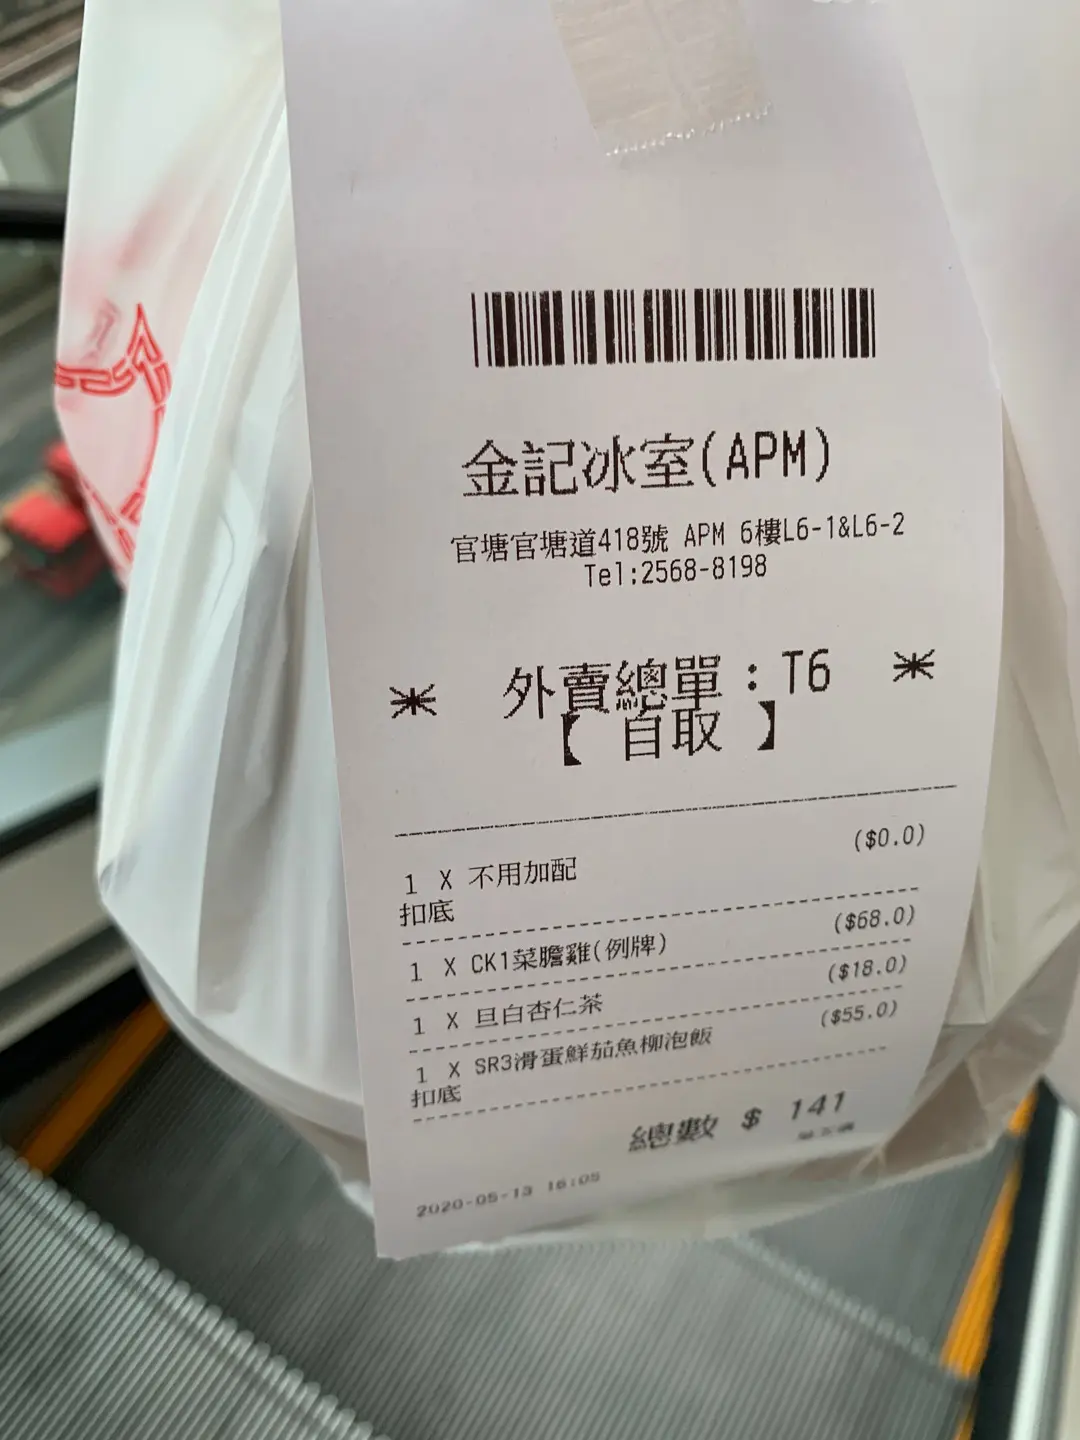 金記冰室(APM)
官塘官塘道418號 APM 6樓L6-1&L6-2
Tel:2568-8198
* 外賣總單:T6 *
【 自取 】
1 X 不用加配 ($0.0)
扣底
1 X CK1菜膽雞(例牌) ($68.0)
1 X 旦白杏仁茶 ($18.0)
1 X SR3滑蛋鮮茄魚柳泡飯 ($55.0)
扣底
總數 $ 141
2020-05-13 16:05